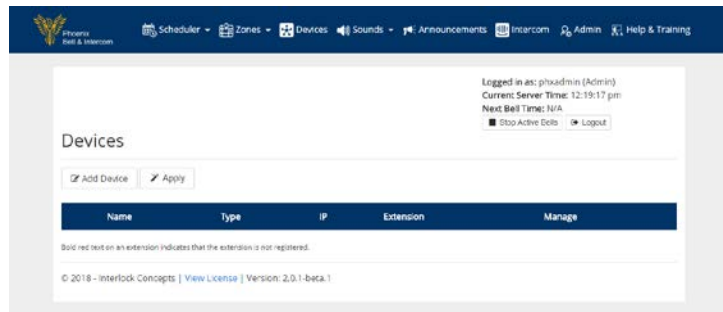 Phoenix
Bell & Intercom
Scheduler Zones Devices Sounds Announcements Intercom Admin Help & Training
Logged in as: phxadmin (Admin)
Current Server Time: 12:19:17 pm
Next Bell Time: N/A
Stop Active Bells Logout
Devices
Add Device Apply
Name Type IP Extension Manage
Bold red text on an extension indicates that the extension is not registered.
© 2018 - Interlock Concepts | View License | Version: 2.0.1-beta.1